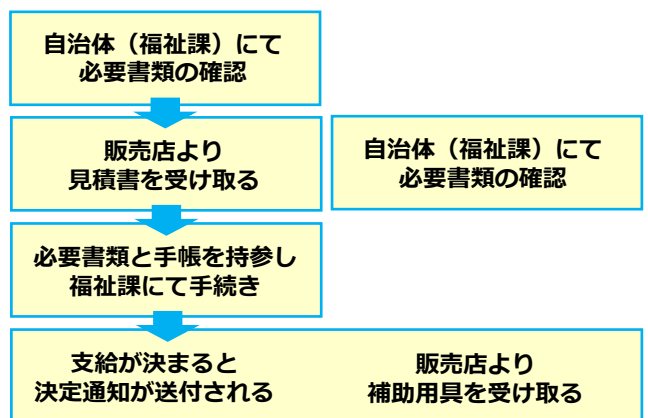 自治体（福祉課）にて
必要書類の確認
販売店より
見積書を受け取る
自治体（福祉課）にて
必要書類の確認
必要書類と手帳を持参し
福祉課にて手続き
支給が決まると
決定通知が送付される
販売店より
補助用具を受け取る